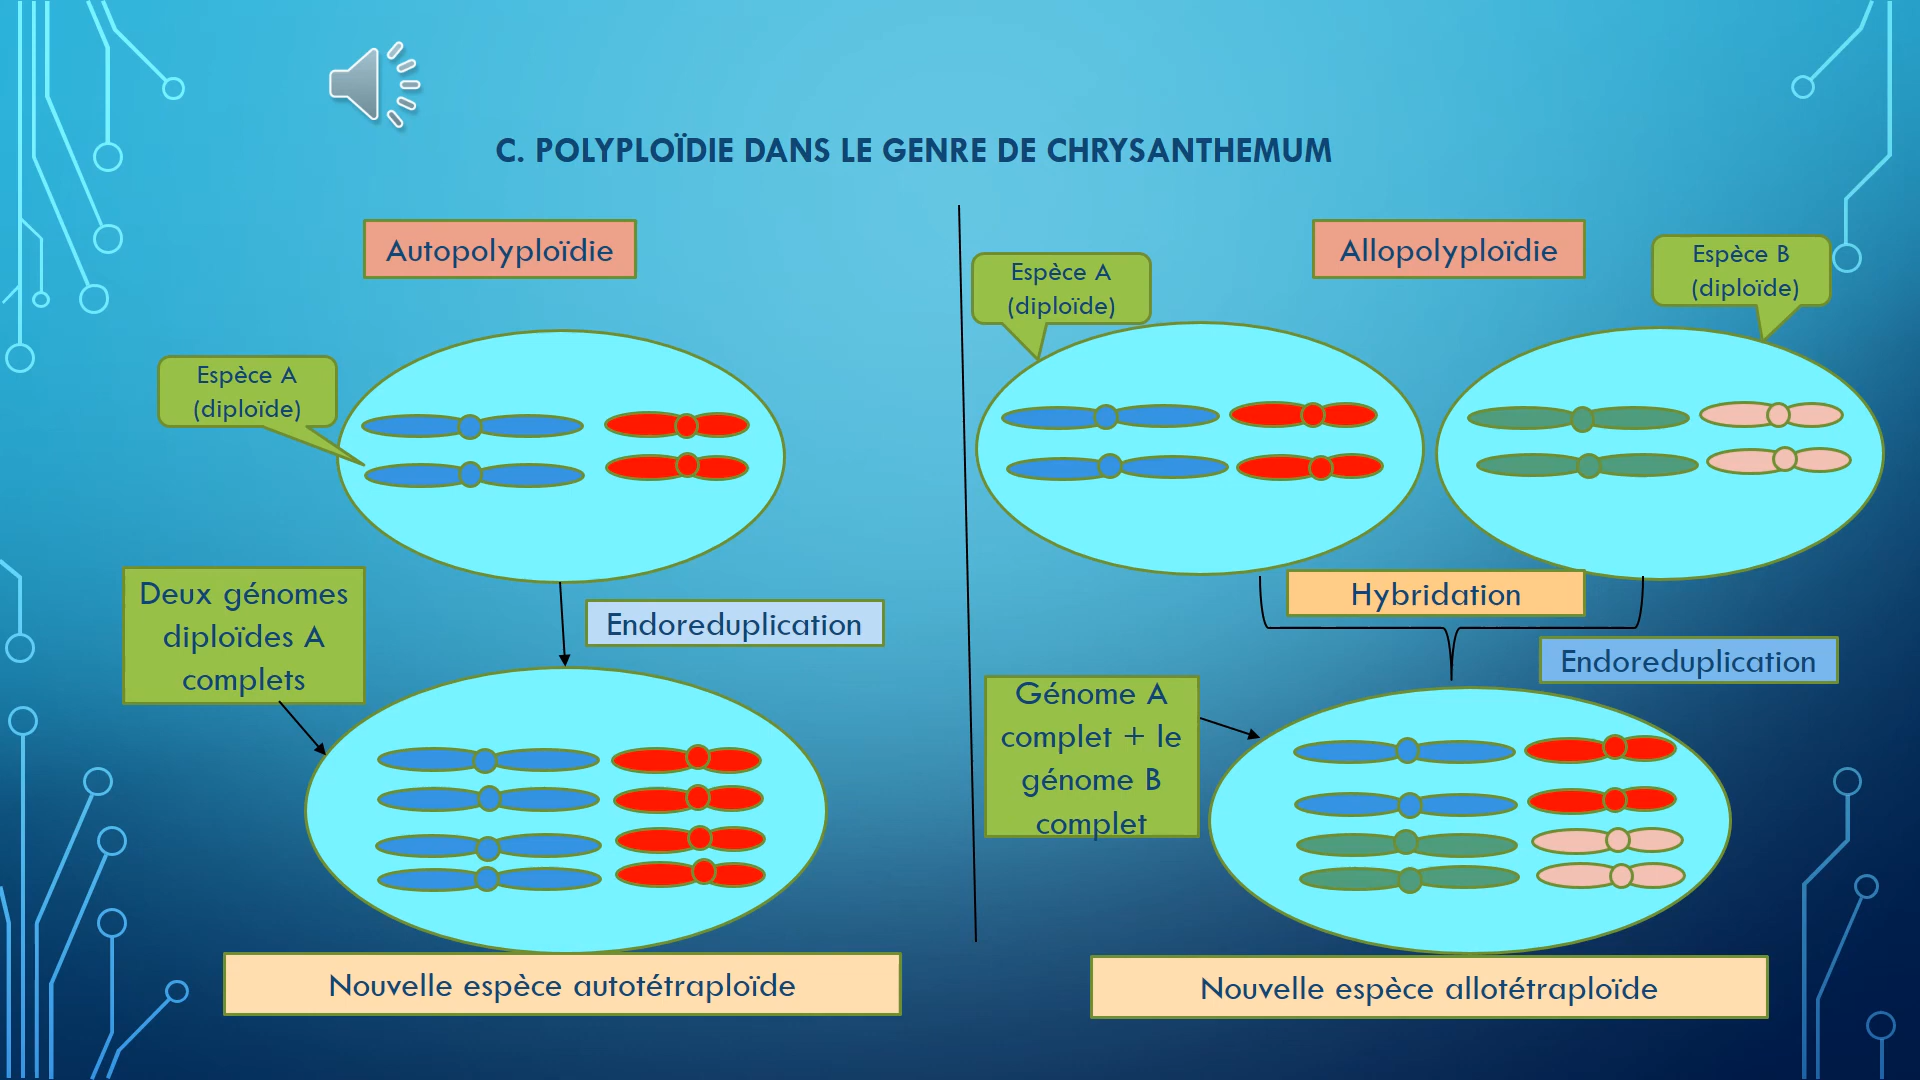 C. POLYPLOÏDIE DANS LE GENRE DE CHRYSANTHEMUM
Autopolyploïdie
Espèce A
(diploïde)
Deux génomes
diploïdes A
complets
Endoreduplication
Nouvelle espèce autotétraploïde
Allopolyploïdie
Espèce A
(diploïde)
Espèce B
(diploïde)
Hybridation
Endoreduplication
Génome A
complet + le
génome B
complet
Nouvelle espèce allotétraploïde